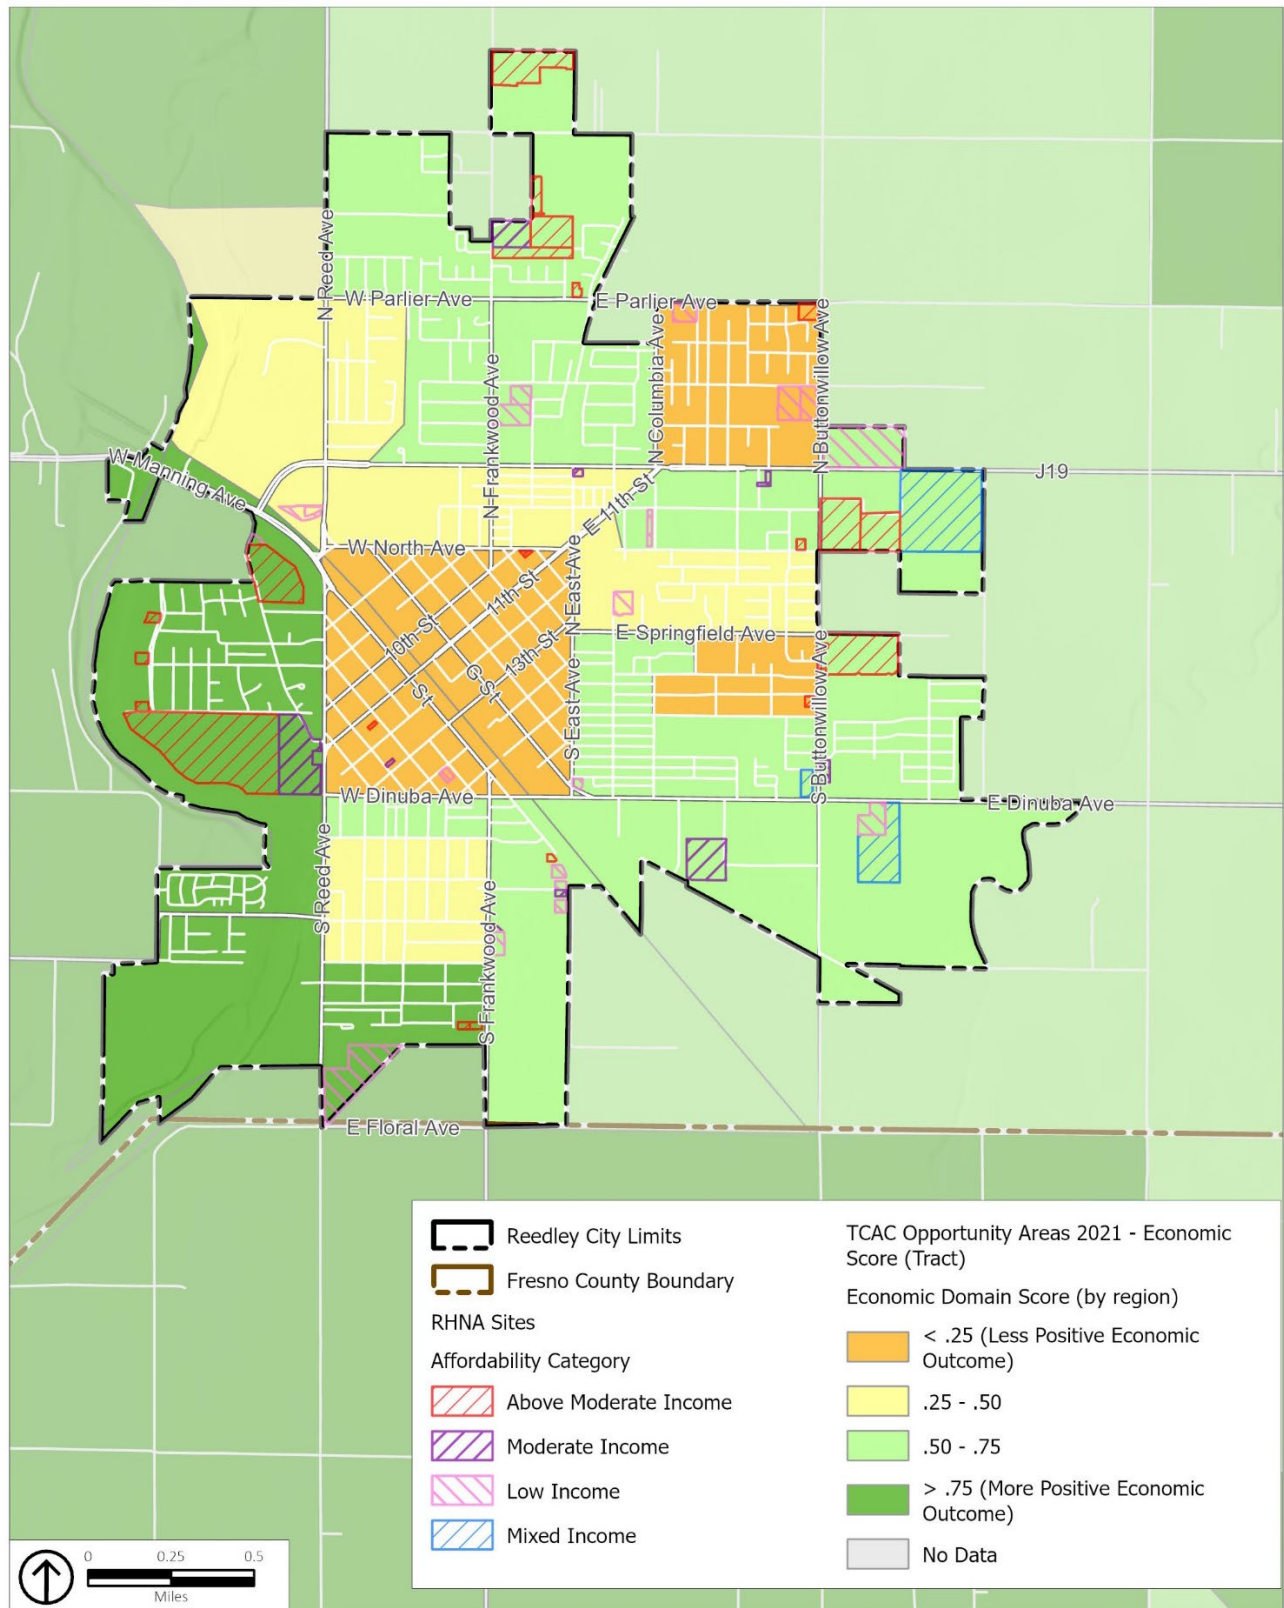 N Reed Ave
W Parlier Ave
E Parlier Ave
N Frankwood Ave
N Columbia Ave
N Buttonwillow Ave
W Manning Ave
J19
E 11th St
W North Ave
11th St
10th St
13th St
G St
St
N East Ave
E Springfield Ave
S East Ave
S Buttonwillow Ave
W Dinuba Ave
E Dinuba Ave
S Reed Ave
S Frankwood Ave
E Floral Ave
Reedley City Limits
Fresno County Boundary
RHNA Sites
Affordability Category
Above Moderate Income
Moderate Income
Low Income
Mixed Income
TCAC Opportunity Areas 2021 - Economic
Score (Tract)
Economic Domain Score (by region)
< .25 (Less Positive Economic
Outcome)
.25 - .50
.50 - .75
> .75 (More Positive Economic
Outcome)
No Data
0 0.25 0.5
Miles